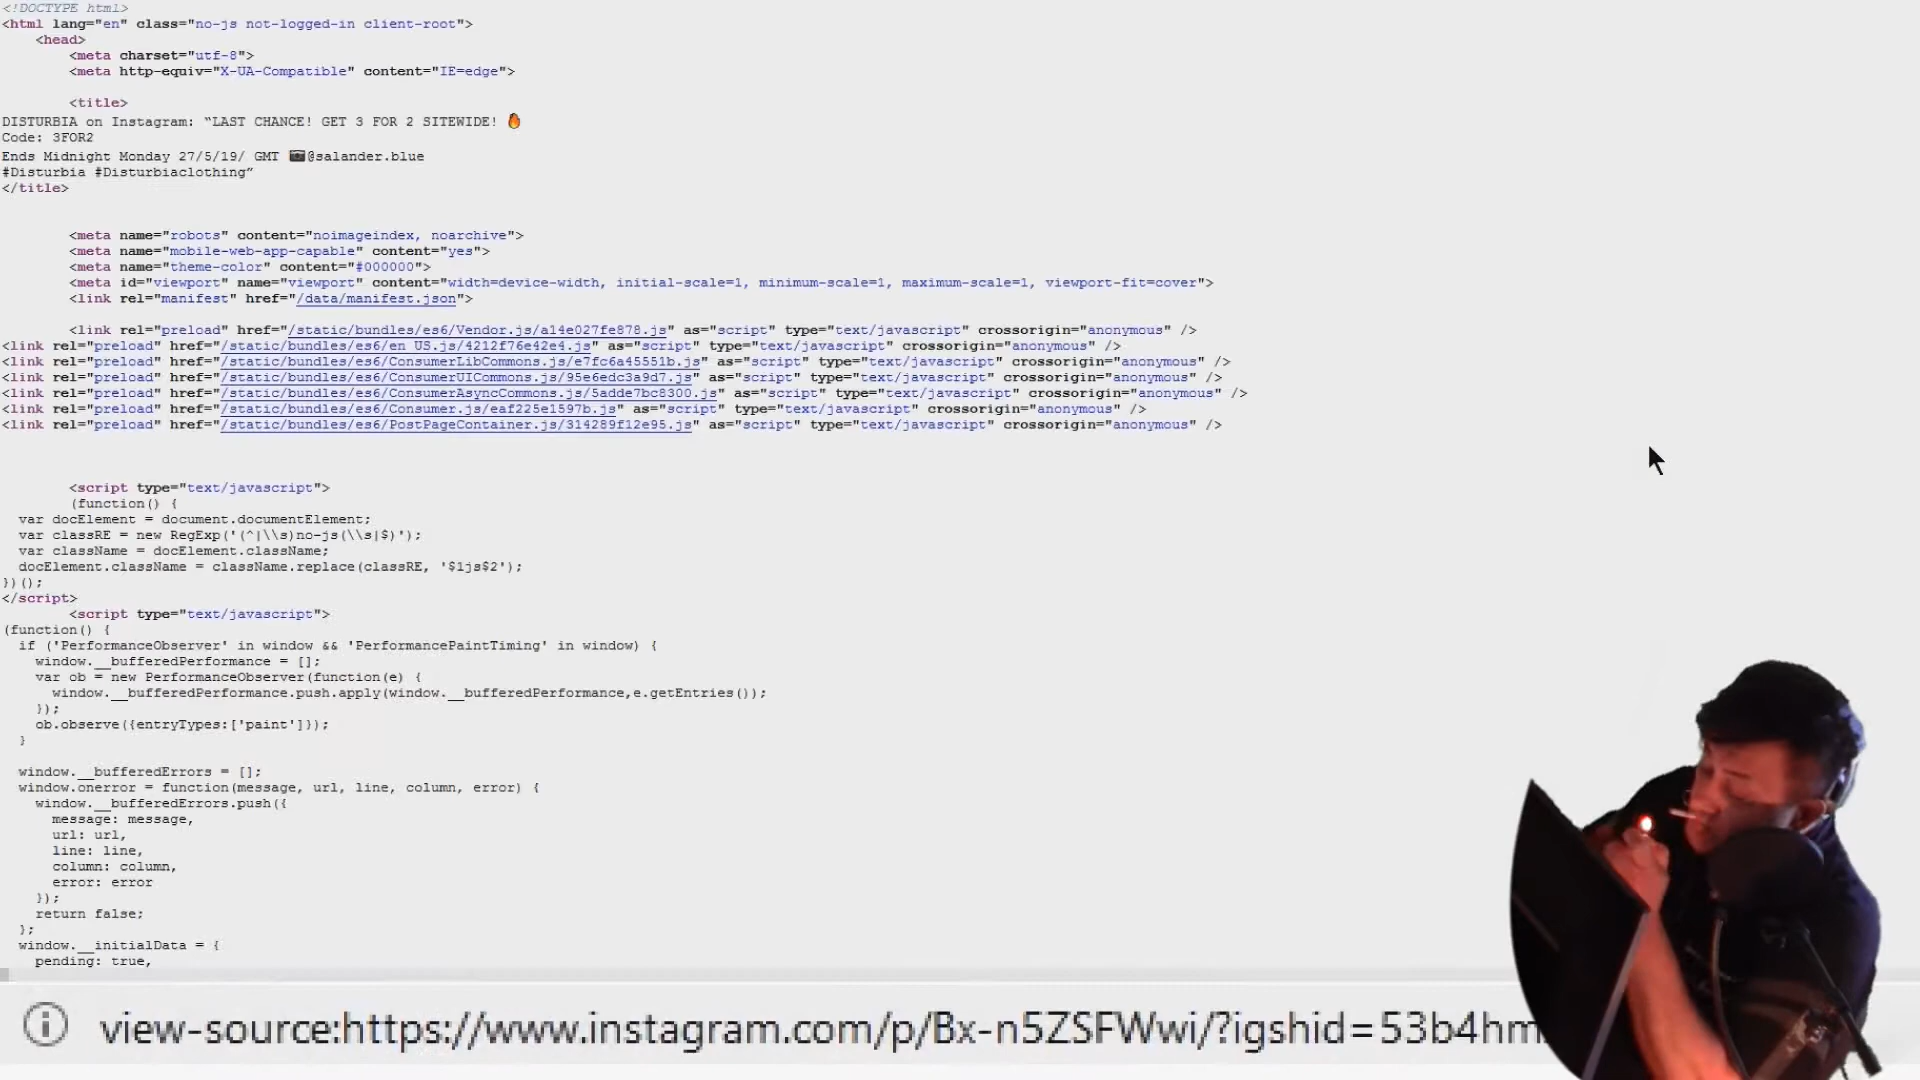 <!DOCTYPE html>
<html lang="en" class="no-js not-logged-in client-root">
<head>
<meta charset="utf-8">
<meta http-equiv="X-UA-Compatible" content="IE=edge">
<title>
DISTURBIA on Instagram: “LAST CHANCE! GET 3 FOR 2 SITEWIDE! 🔥
Code: 3FOR2
Ends Midnight Monday 27/5/19/ GMT 📷@salander.blue
#Disturbia #Disturbiaclothing”
</title>
<meta name="robots" content="noimageindex, noarchive">
<meta name="mobile-web-app-capable" content="yes">
<meta name="theme-color" content="#000000">
<meta id="viewport" name="viewport" content="width=device-width, initial-scale=1, minimum-scale=1, maximum-scale=1, viewport-fit=cover">
<link rel="manifest" href="/data/manifest.json">
<link rel="preload" href="/static/bundles/es6/Vendor.js/a14e027fe878.js" as="script" type="text/javascript" crossorigin="anonymous" />
<link rel="preload" href="/static/bundles/es6/en_US.js/4212f76e42e4.js" as="script" type="text/javascript" crossorigin="anonymous" />
<link rel="preload" href="/static/bundles/es6/ConsumerLibCommons.js/e7fc6a45551b.js" as="script" type="text/javascript" crossorigin="anonymous" />
<link rel="preload" href="/static/bundles/es6/ConsumerUICommons.js/95e6edc3a9d7.js" as="script" type="text/javascript" crossorigin="anonymous" />
<link rel="preload" href="/static/bundles/es6/ConsumerAsyncCommons.js/5adde7bc8300.js" as="script" type="text/javascript" crossorigin="anonymous" />
<link rel="preload" href="/static/bundles/es6/Consumer.js/eaf225e1597b.js" as="script" type="text/javascript" crossorigin="anonymous" />
<link rel="preload" href="/static/bundles/es6/PostPageContainer.js/314289f12e95.js" as="script" type="text/javascript" crossorigin="anonymous" />
<script type="text/javascript">
(function() {
var docElement = document.documentElement;
var classRE = new RegExp('(^|\\s)no-js(\\s|$)');
var className = docElement.className;
docElement.className = className.replace(classRE, '$1js$2');
})();
</script>
<script type="text/javascript">
(function() {
if ('PerformanceObserver' in window && 'PerformancePaintTiming' in window) {
window.__bufferedPerformance = [];
var ob = new PerformanceObserver(function(e) {
window.__bufferedPerformance.push.apply(window.__bufferedPerformance,e.getEntries());
});
ob.observe({entryTypes:['paint']});
}
window.__bufferedErrors = [];
window.onerror = function(message, url, line, column, error) {
window.__bufferedErrors.push({
message: message,
url: url,
line: line,
column: column,
error: error
});
return false;
};
window.__initialData = {
pending: true,
view-source:https://www.instagram.com/p/Bx-n5ZSFWwi/?igshid=53b4hm